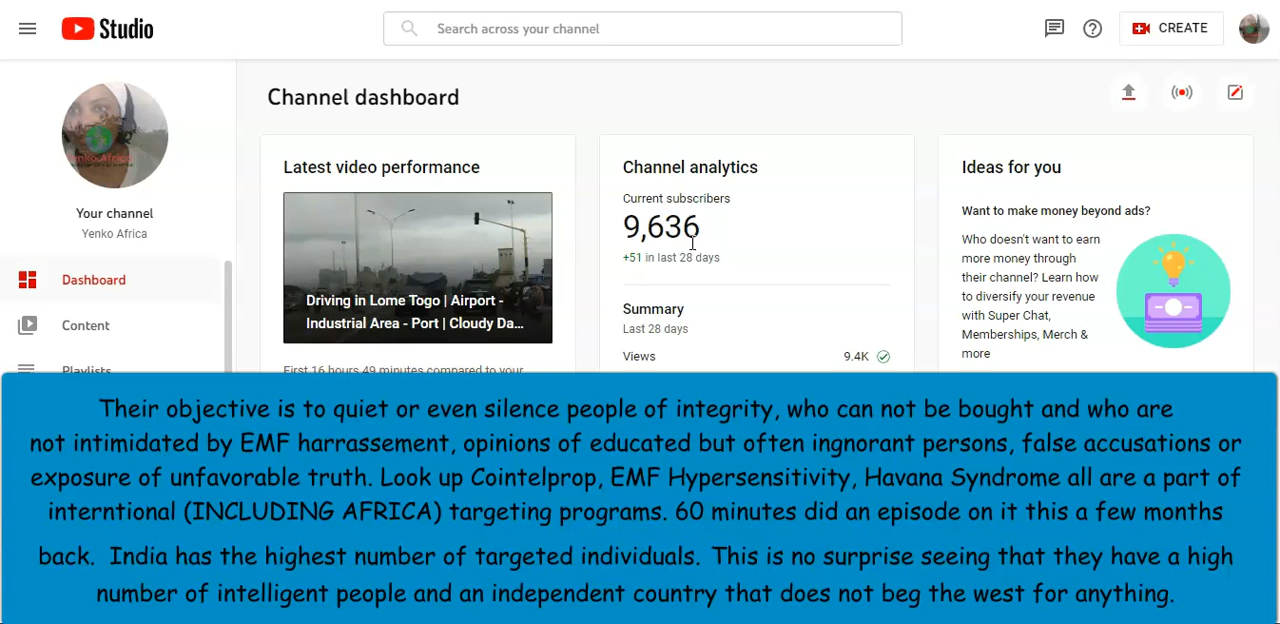 Studio
Search across your channel
CREATE
Channel dashboard
Your channel
Yenko Africa
Dashboard
Content
Playlists
Latest video performance
Driving in Lome Togo | Airport -
Industrial Area - Port | Cloudy Da...
First 16 hours 49 minutes compared to your
Channel analytics
Current subscribers
9,636
+51 in last 28 days
Summary
Last 28 days
Views 9.4K
Ideas for you
Want to make money beyond ads?
Who doesn't want to earn
more money through
their channel? Learn how
to diversify your revenue
with Super Chat,
Memberships, Merch &
more
Their objective is to quiet or even silence people of integrity, who can not be bought and who are
not intimidated by EMF harrassement, opinions of educated but often ingnorant persons, false accusations or
exposure of unfavorable truth. Look up Cointelprop, EMF Hypersensitivity, Havana Syndrome all are a part of
interntional (INCLUDING AFRICA) targeting programs. 60 minutes did an episode on it this a few months
back. India has the highest number of targeted individuals. This is no surprise seeing that they have a high
number of intelligent people and an independent country that does not beg the west for anything.